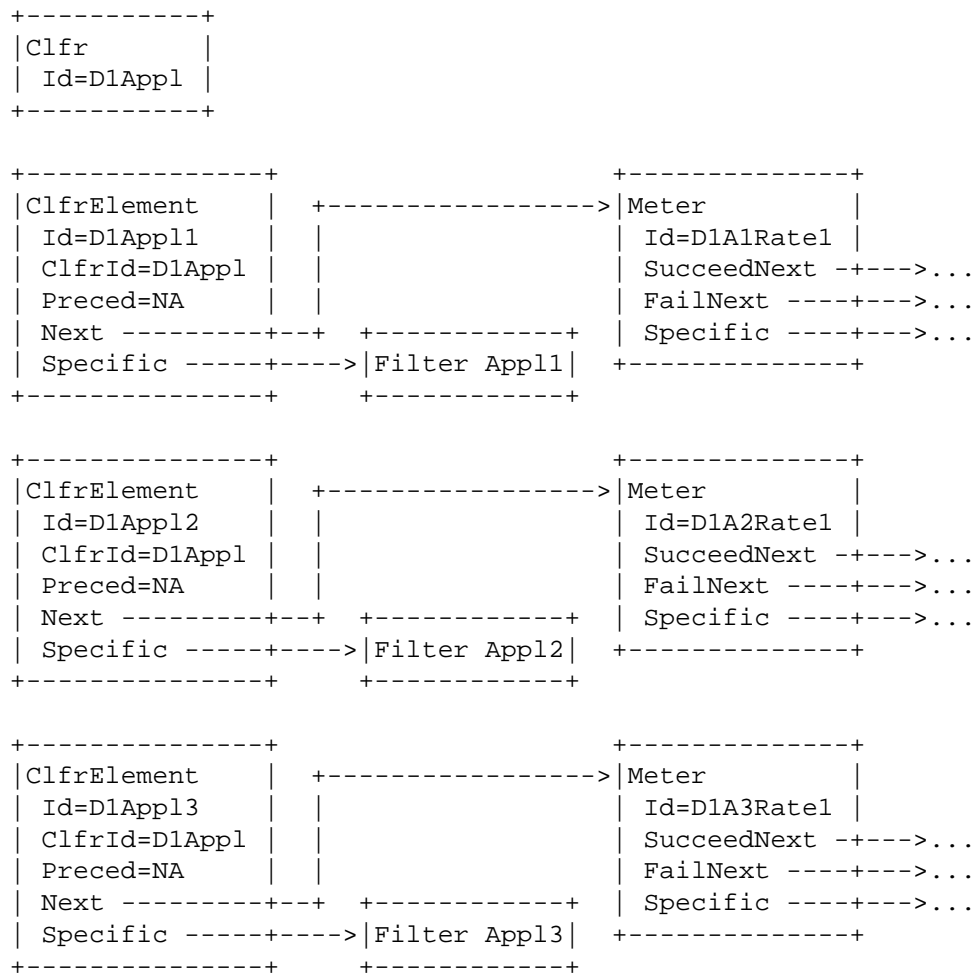 +-----------+
|Clfr       |
| Id=D1Appl |
+-----------+

+---------------+                      +--------------+
|ClfrElement    |  +----------------->|Meter         |
| Id=D1Appl1    |  |                   | Id=D1A1Rate1 |
| ClfrId=D1Appl |  |                   | SucceedNext -+--->...
| Preced=NA     |  |                   | FailNext ----+--->...
| Next ---------+--+  +------------+  | Specific ----+--->...
| Specific -----+---->|Filter Appl1|  +--------------+
+---------------+     +------------+

+---------------+                      +--------------+
|ClfrElement    |  +----------------->|Meter         |
| Id=D1Appl2    |  |                   | Id=D1A2Rate1 |
| ClfrId=D1Appl |  |                   | SucceedNext -+--->...
| Preced=NA     |  |                   | FailNext ----+--->...
| Next ---------+--+  +------------+  | Specific ----+--->...
| Specific -----+---->|Filter Appl2|  +--------------+
+---------------+     +------------+

+---------------+                      +--------------+
|ClfrElement    |  +----------------->|Meter         |
| Id=D1Appl3    |  |                   | Id=D1A3Rate1 |
| ClfrId=D1Appl |  |                   | SucceedNext -+--->...
| Preced=NA     |  |                   | FailNext ----+--->...
| Next ---------+--+  +------------+  | Specific ----+--->...
| Specific -----+---->|Filter Appl3|  +--------------+
+---------------+     +------------+